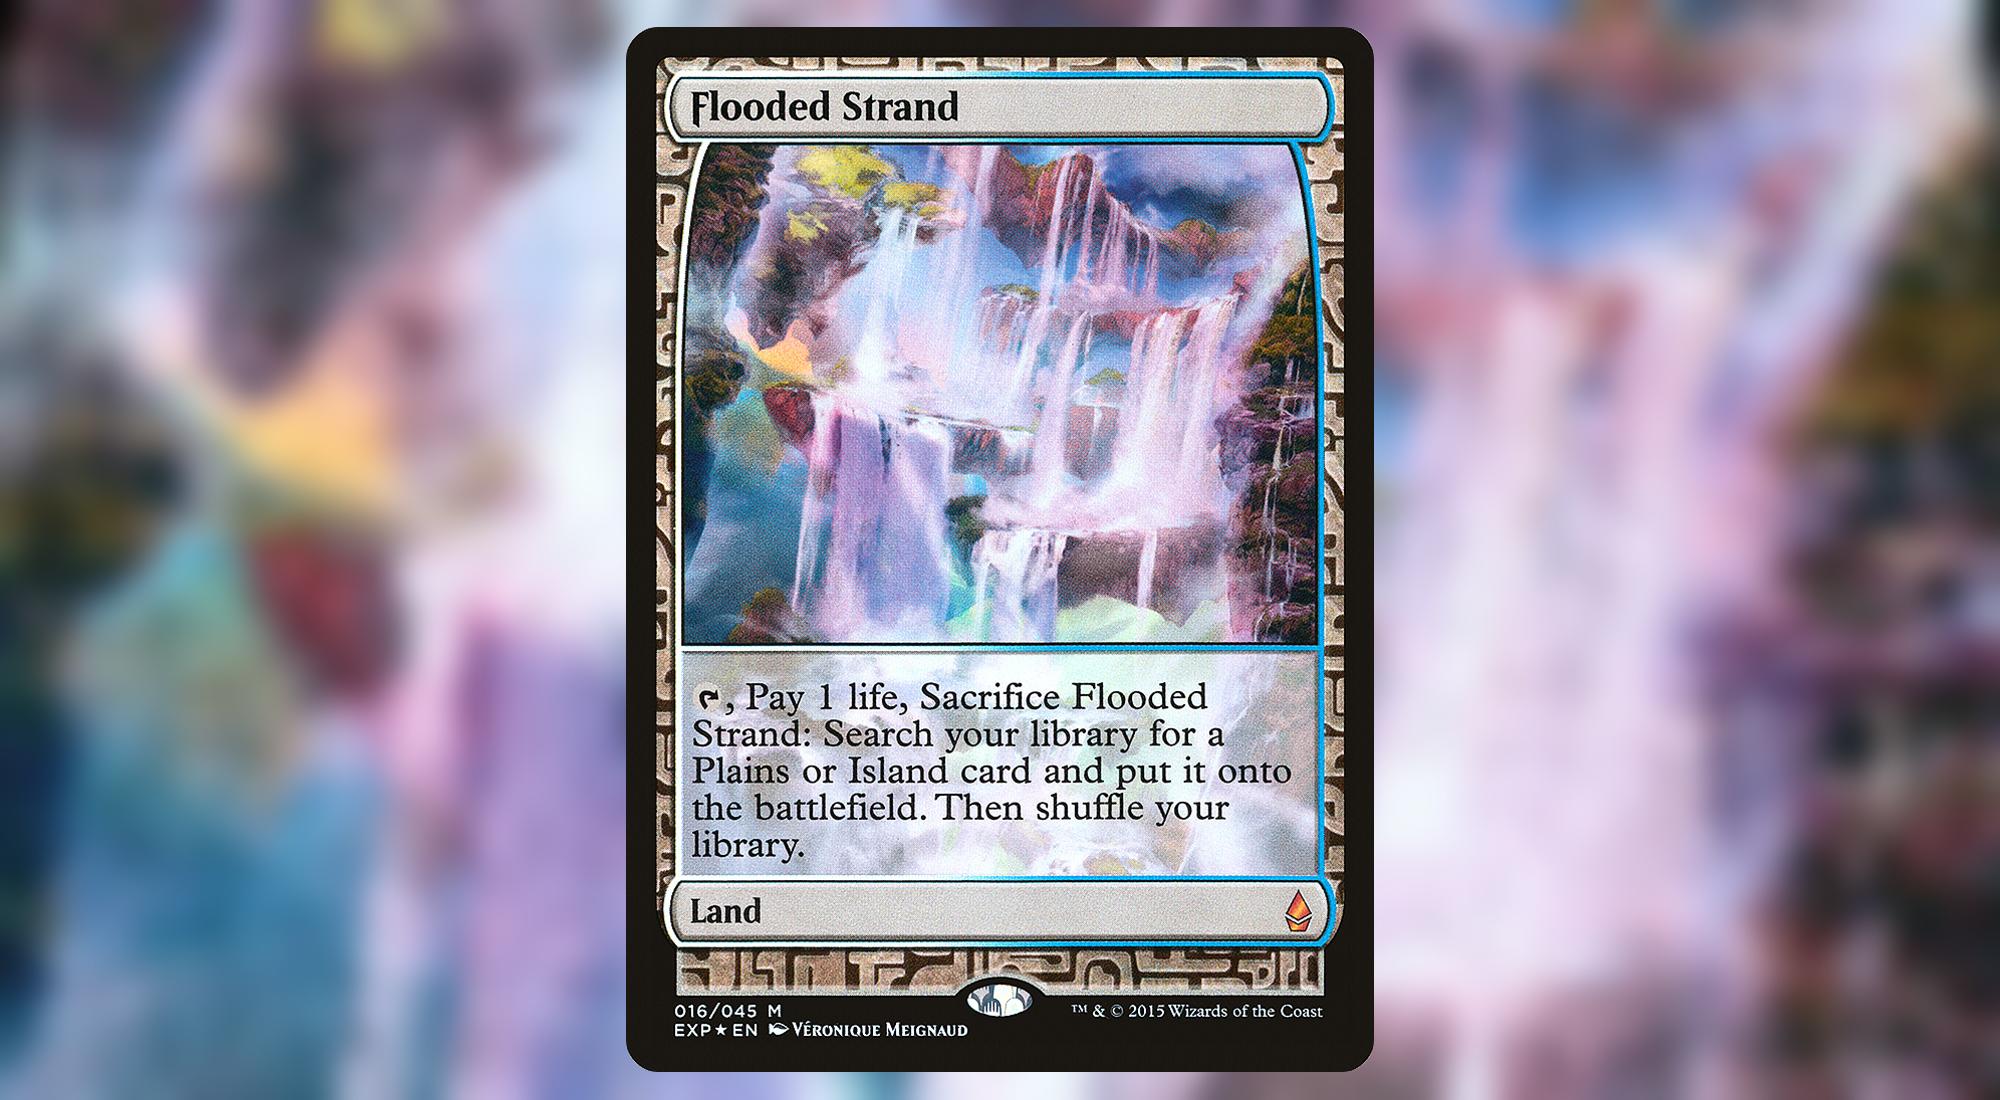 Flooded Strand
, Pay 1 life, Sacrifice Flooded
Strand: Search your library for a
Plains or Island card and put it onto
the battlefield. Then shuffle your
library.
Land
016/045 M
EXP★EN VÉRONIQUE MEIGNAUD
™ & © 2015 Wizards of the Coast